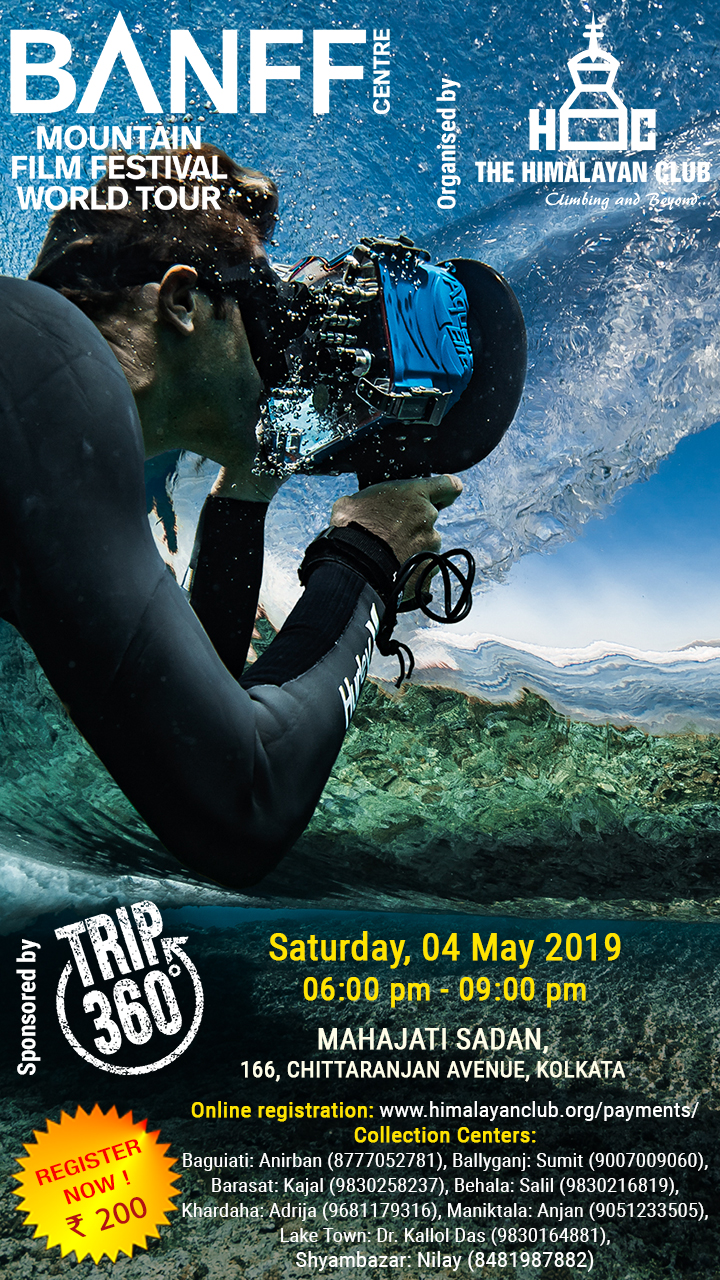 BANFF
CENTRE
MOUNTAIN
FILM FESTIVAL
WORLD TOUR
Organised by
HC
THE HIMALAYAN CLUB
Climbing and Beyond...
AQUATECH
Hurley
Sponsored by
TRIP
360°
Saturday, 04 May 2019
06:00 pm - 09:00 pm
MAHAJATI SADAN,
166, CHITTARANJAN AVENUE, KOLKATA
Online registration: www.himalayanclub.org/payments/
Collection Centers:
Baguiati: Anirban (8777052781), Ballyganj: Sumit (9007009060),
Barasat: Kajal (9830258237), Behala: Salil (9830216819),
Khardaha: Adrija (9681179316), Maniktala: Anjan (9051233505),
Lake Town: Dr. Kallol Das (9830164881),
Shyambazar: Nilay (8481987882)
REGISTER
NOW !
₹ 200